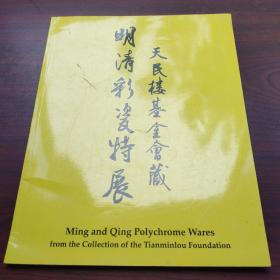 天民樓基金會藏
明清彩瓷特展
Ming and Qing Polychrome Wares
from the Collection of the Tianminlou Foundation